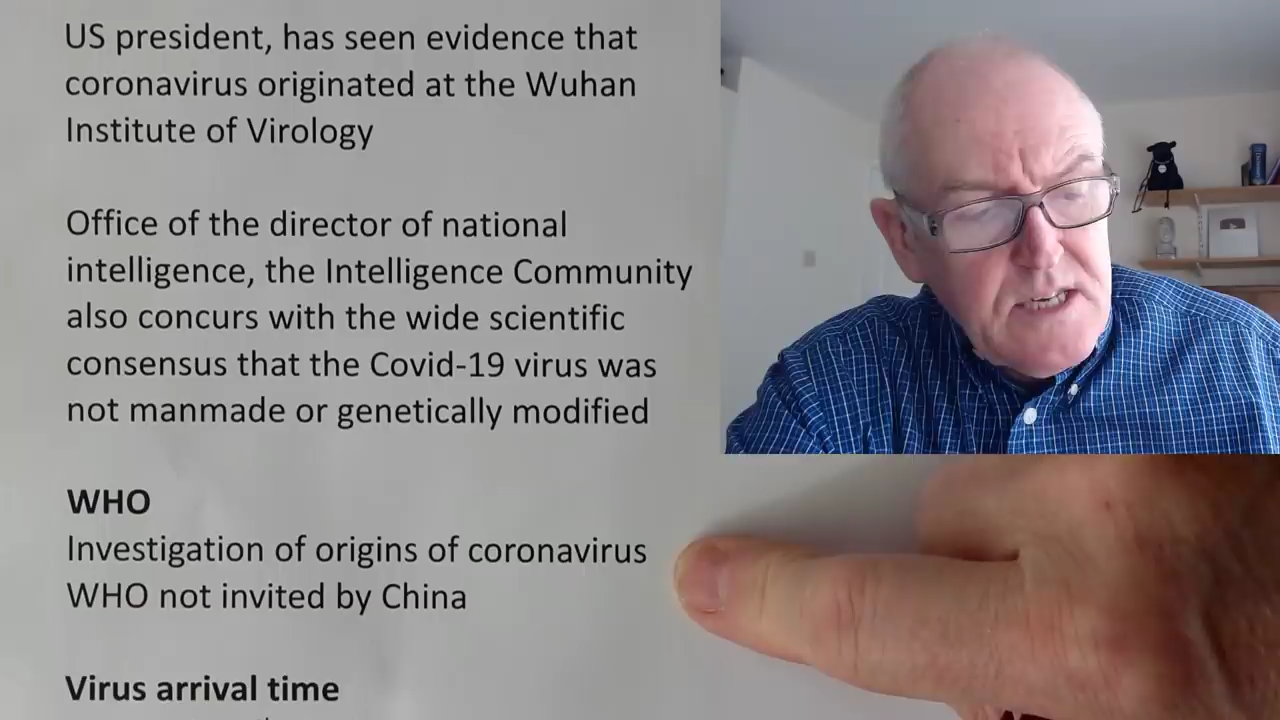 US president, has seen evidence that
coronavirus originated at the Wuhan
Institute of Virology
Office of the director of national
intelligence, the Intelligence Community
also concurs with the wide scientific
consensus that the Covid-19 virus was
not manmade or genetically modified
WHO
Investigation of origins of coronavirus
WHO not invited by China
Virus arrival time